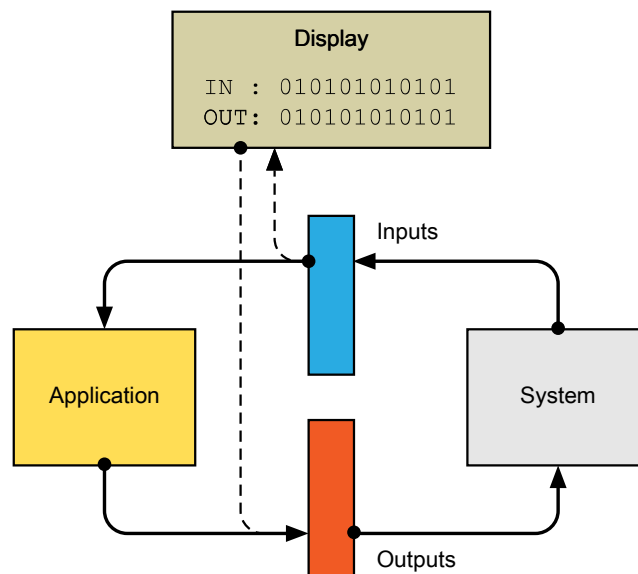 Display
IN : 010101010101
OUT: 010101010101
Inputs
Application
System
Outputs